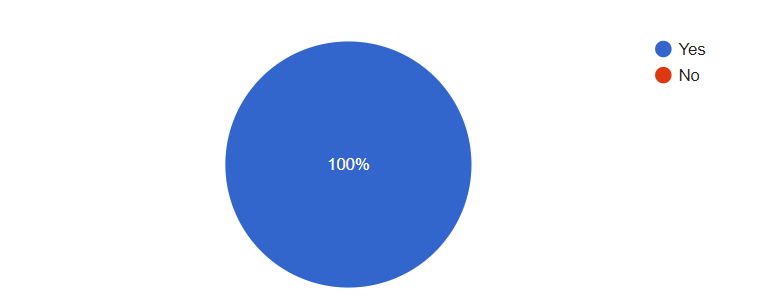 Yes
No
100%